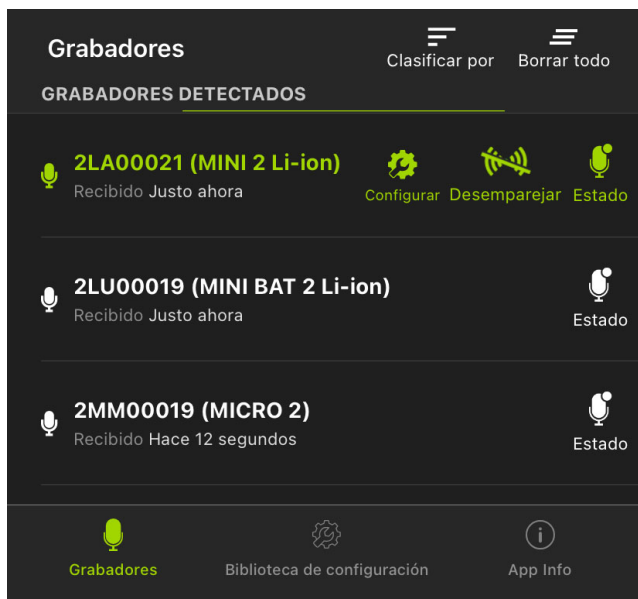 Grabadores
Clasificar por
Borrar todo
GRABADORES DETECTADOS
2LA00021 (MINI 2 Li-ion)
Recibido Justo ahora
Configurar
Desemparejar
Estado
2LU00019 (MINI BAT 2 Li-ion)
Recibido Justo ahora
Estado
2MM00019 (MICRO 2)
Recibido Hace 12 segundos
Estado
Grabadores
Biblioteca de configuración
App Info